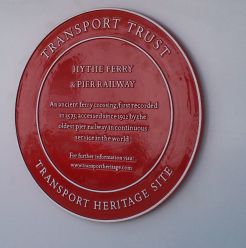 TRANSPORT TRUST
HYTHE FERRY
& PIER RAILWAY
An ancient ferry crossing, first recorded
in 1575, accessed since 1922 by the
oldest pier railway in continuous
service in the world
For further information visit:
www.transportheritage.com
TRANSPORT HERITAGE SITE